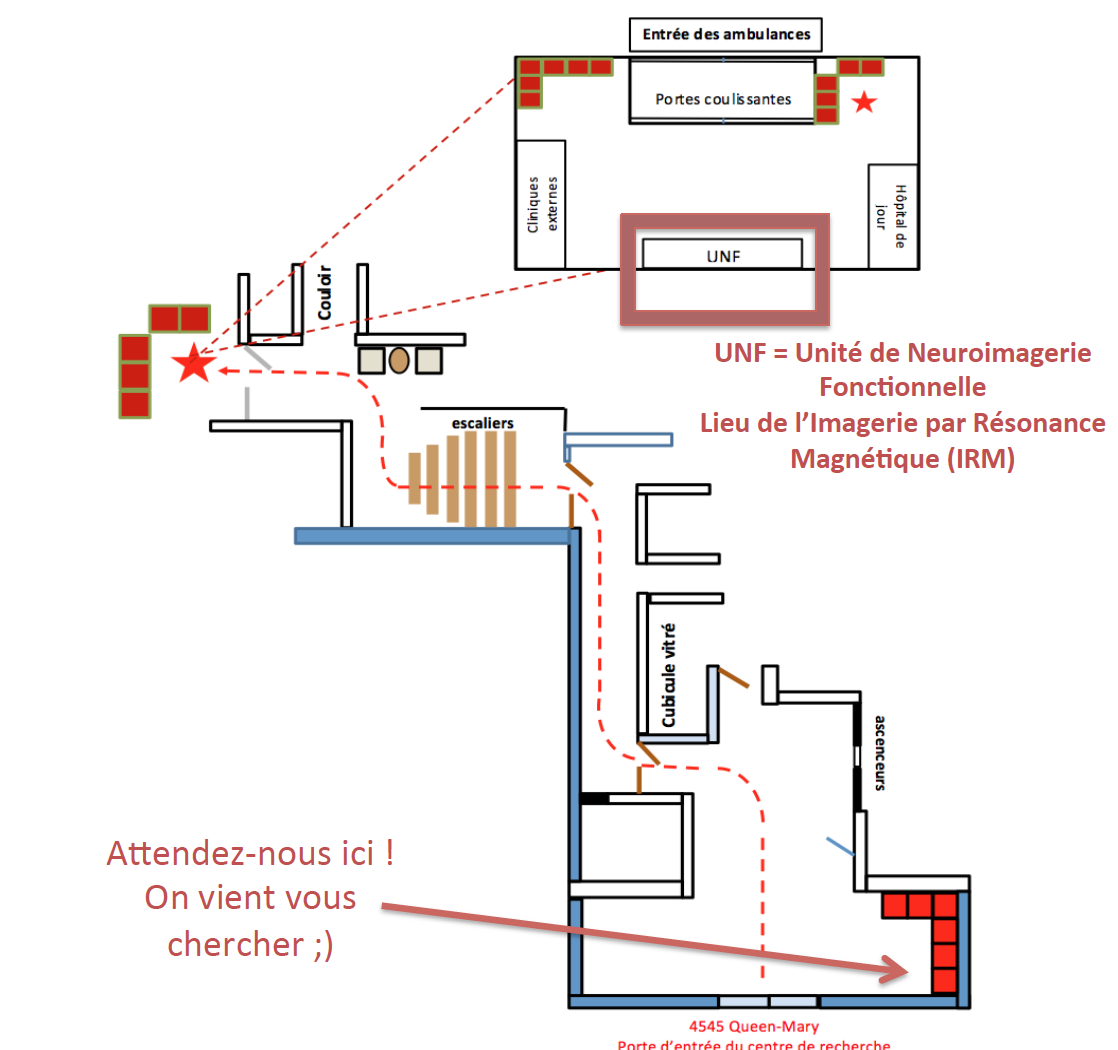 Entrée des ambulances
Portes coulissantes
Cliniques
externes
Hôpital de
jour
UNF
Couloir
UNF = Unité de Neuroimagerie
Fonctionnelle
Lieu de l’Imagerie par Résonance
Magnétique (IRM)
escaliers
Cubicule vitré
ascenceurs
Attendez-nous ici !
On vient vous
chercher ;)
4545 Queen-Mary
Porte d’entrée du centre de recherche